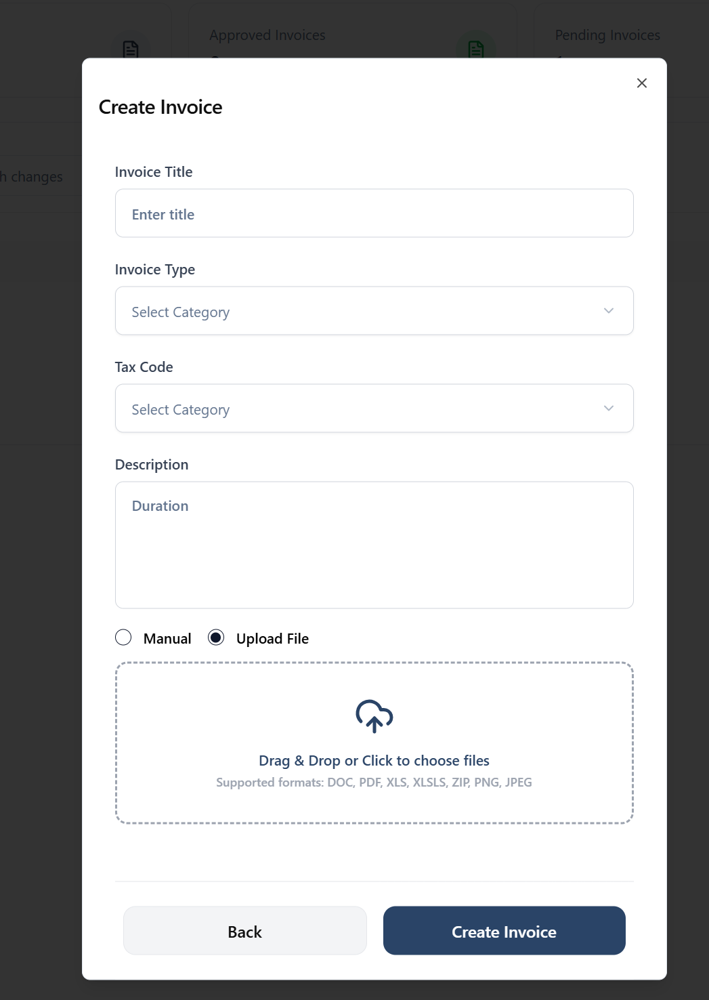 Approved Invoices
Pending Invoices
Create Invoice
h changes
Invoice Title
Enter title
Invoice Type
Select Category
Tax Code
Select Category
Description
Duration
Manual
Upload File
Drag & Drop or Click to choose files
Supported formats: DOC, PDF, XLS, XLSLS, ZIP, PNG, JPEG
Back
Create Invoice